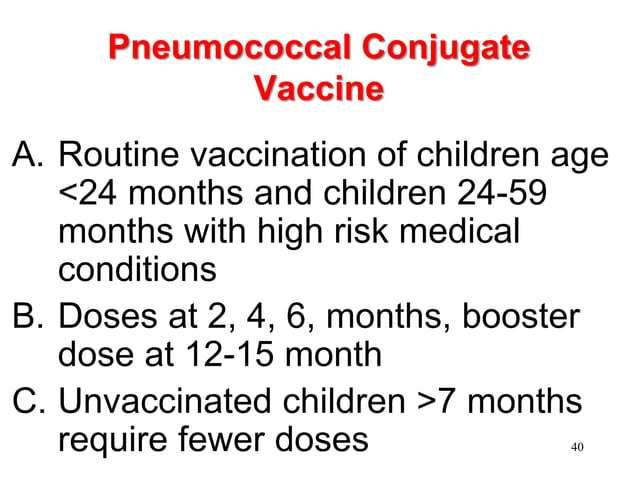 Pneumococcal Conjugate
Vaccine
A. Routine vaccination of children age
<24 months and children 24-59
months with high risk medical
conditions
B. Doses at 2, 4, 6, months, booster
dose at 12-15 month
C. Unvaccinated children >7 months
require fewer doses
40